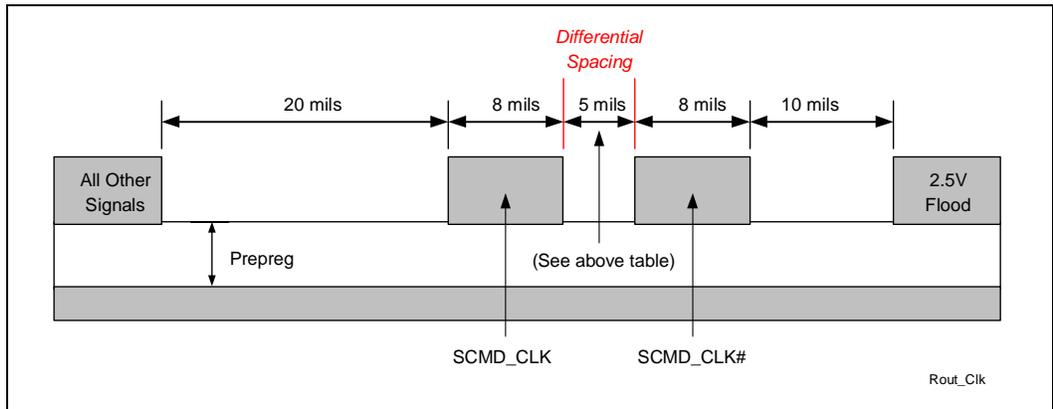 Differential
Spacing
20 mils
8 mils
5 mils
8 mils
10 mils
All Other
Signals
2.5V
Flood
Prepreg
(See above table)
SCMD_CLK
SCMD_CLK#
Rout_Clk